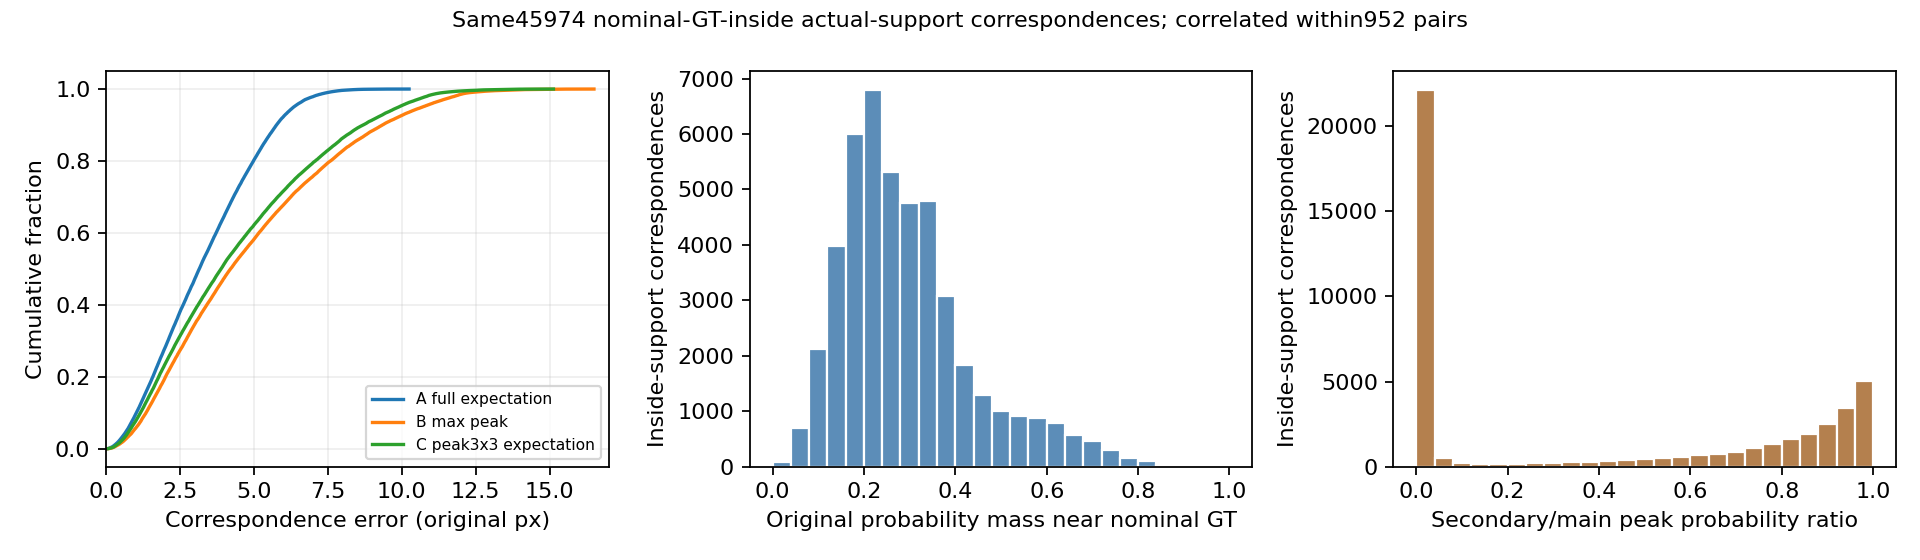 Same45974 nominal-GT-inside actual-support correspondences; correlated within952 pairs
Cumulative fraction
1.0
0.8
0.6
0.4
0.2
0.0
0.0 2.5 5.0 7.5 10.0 12.5 15.0
Correspondence error (original px)
A full expectation
B max peak
C peak3x3 expectation
Inside-support correspondences
7000
6000
5000
4000
3000
2000
1000
0
0.0 0.2 0.4 0.6 0.8 1.0
Original probability mass near nominal GT
Inside-support correspondences
20000
15000
10000
5000
0
0.0 0.2 0.4 0.6 0.8 1.0
Secondary/main peak probability ratio